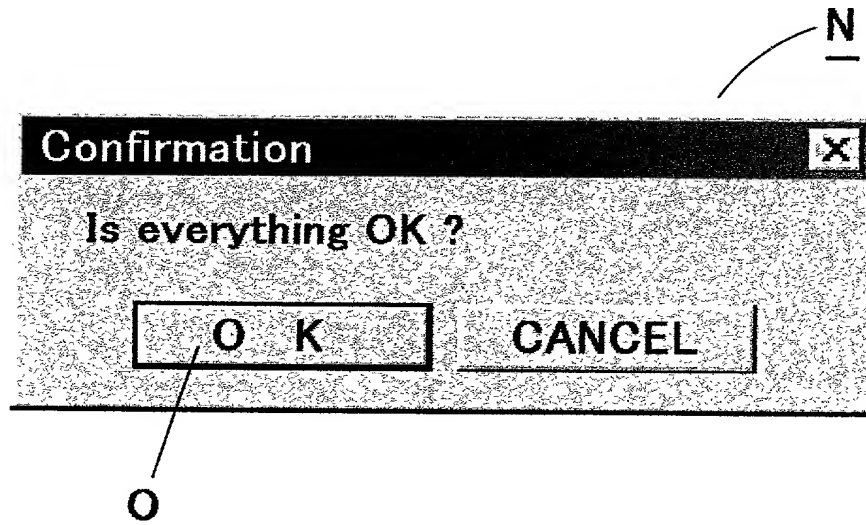 N
Confirmation
Is everything OK ?
O K CANCEL
O